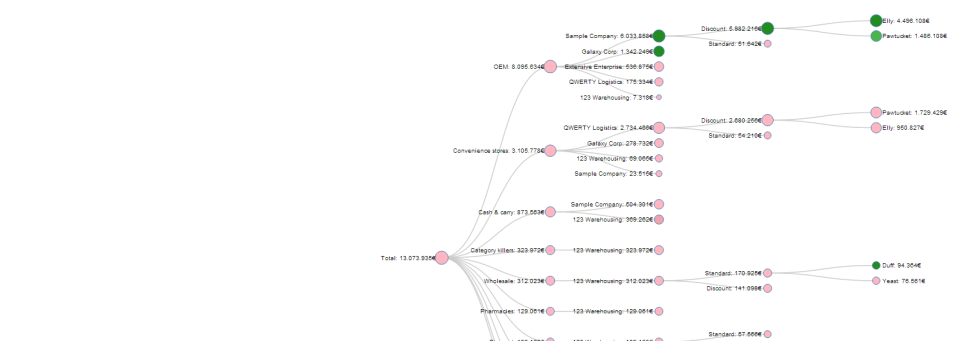 Elly: 4.496.108€
Discount: 5.982.216€
Sample Company: 6.033.858€
Pawtucket: 1.486.108€
Standard: 51.642€
Galaxy Corp: 1.342.249€
OEM: 8.095.634€
Extensive Enterprise: 536.875€
QWERTY Logistics: 175.334€
123 Warehousing: 7.318€
Pawtucket: 1.729.429€
Discount: 2.680.256€
QWERTY Logistics: 2.734.466€
Elly: 950.827€
Standard: 54.210€
Galaxy Corp: 278.732€
Convenience stores: 3.105.778€
123 Warehousing: 69.065€
Sample Company: 23.515€
Sample Company: 504.391€
Cash & carry: 873.653€
123 Warehousing: 369.262€
Category killers: 323.972€
123 Warehousing: 323.972€
Total: 13.073.935€
Duff: 94.364€
Standard: 170.925€
Wholesale: 312.023€
123 Warehousing: 312.023€
Yeast: 76.561€
Discount: 141.098€
Pharmacies: 129.061€
123 Warehousing: 129.061€
Standard: 57.666€